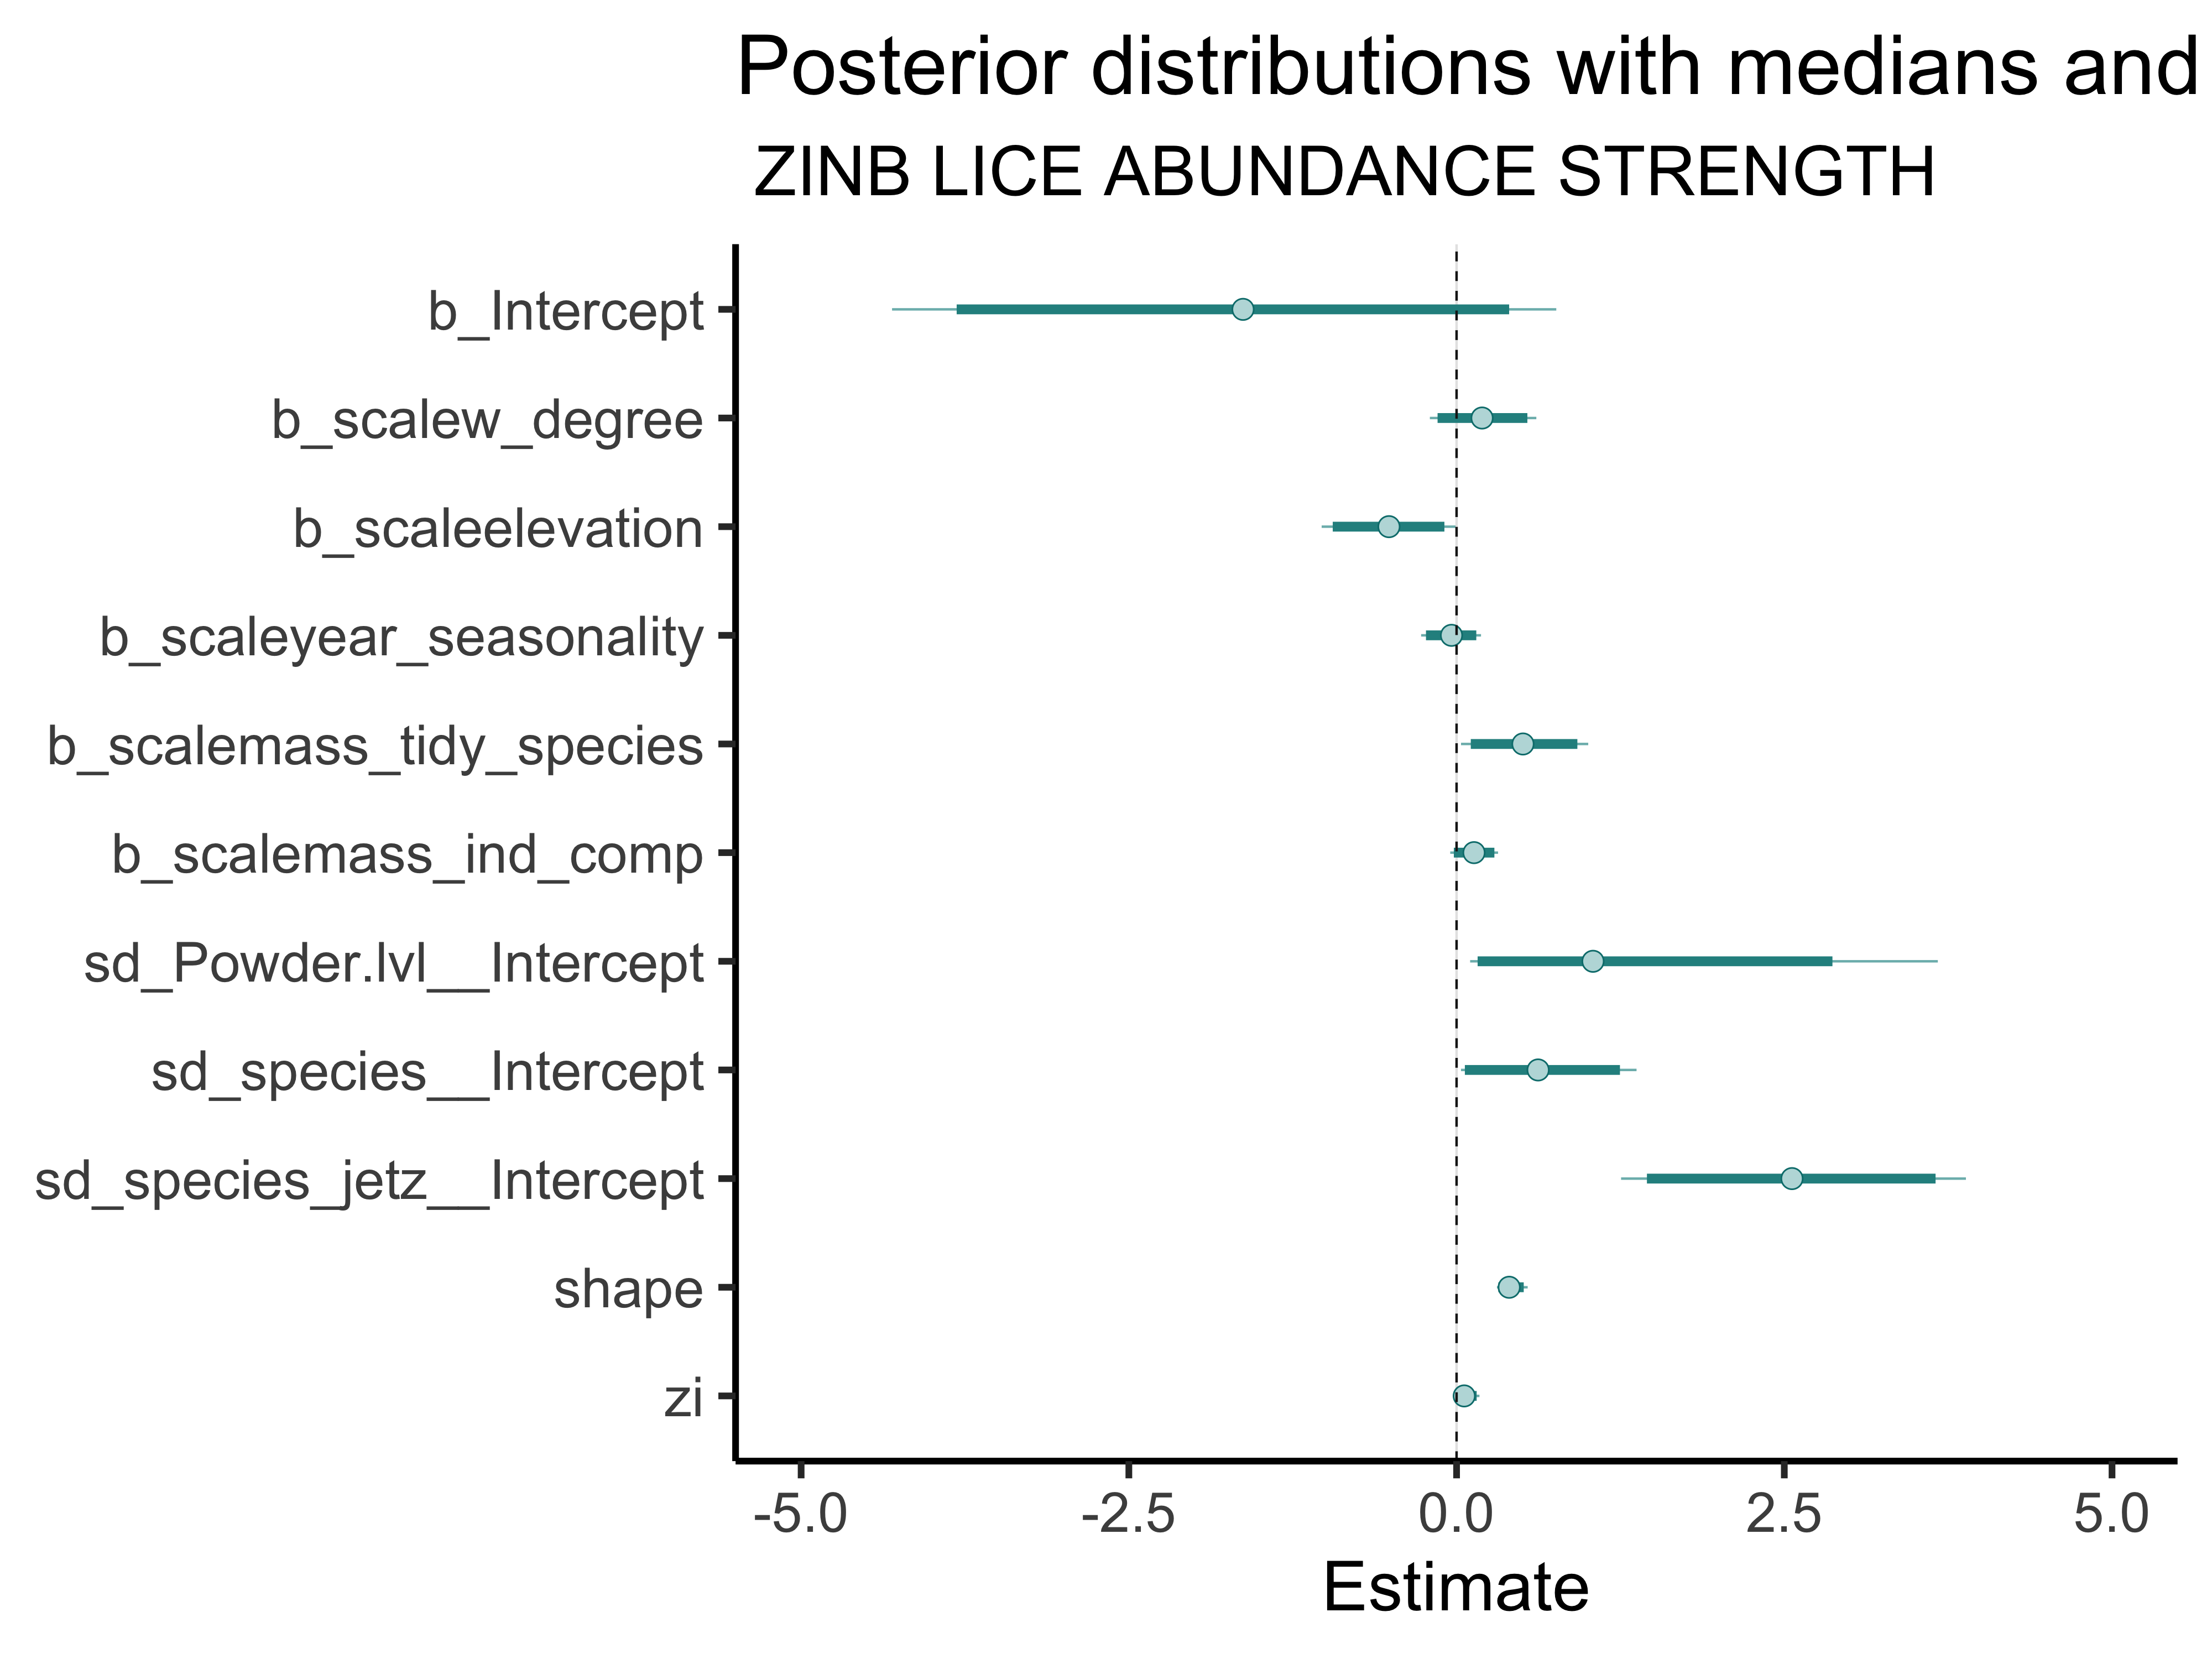 Posterior distributions with medians and
ZINB LICE ABUNDANCE STRENGTH
b_Intercept
b_scalew_degree
b_scaleelevation
b_scaleyear_seasonality
b_scalemass_tidy_species
b_scalemass_ind_comp
sd_Powder.lvl__Intercept
sd_species__Intercept
sd_species_jetz__Intercept
shape
zi
-5.0 -2.5 0.0 2.5 5.0
Estimate